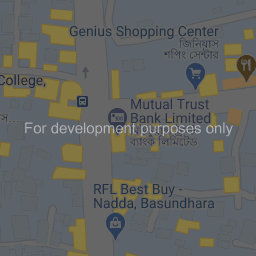 Genius Shopping Center
জিনিয়াস
শপিং সেন্টার
College,
Mutual Trust
Bank Limited
For development purposes only
ব্যাংক লিমিটেড
RFL Best Buy -
Nadda, Basundhara